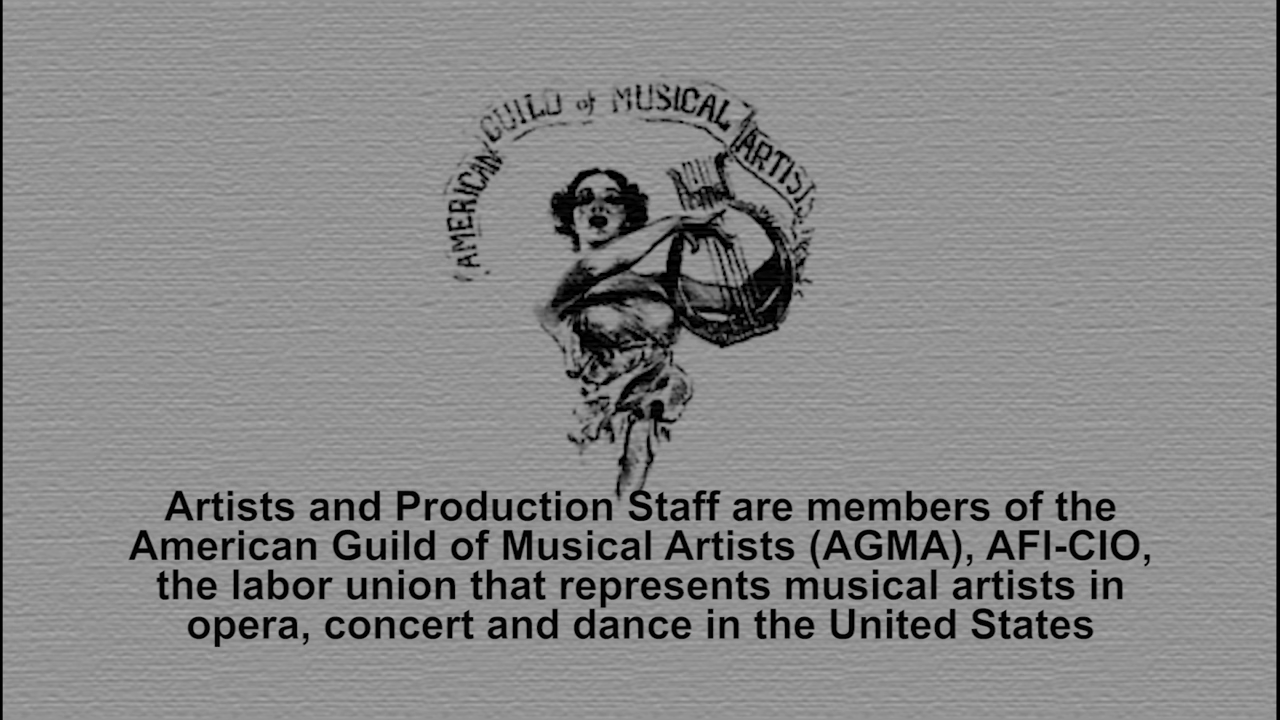 AMERICAN GUILD of MUSICAL ARTISTS
Artists and Production Staff are members of the
American Guild of Musical Artists (AGMA), AFI-CIO,
the labor union that represents musical artists in
opera, concert and dance in the United States